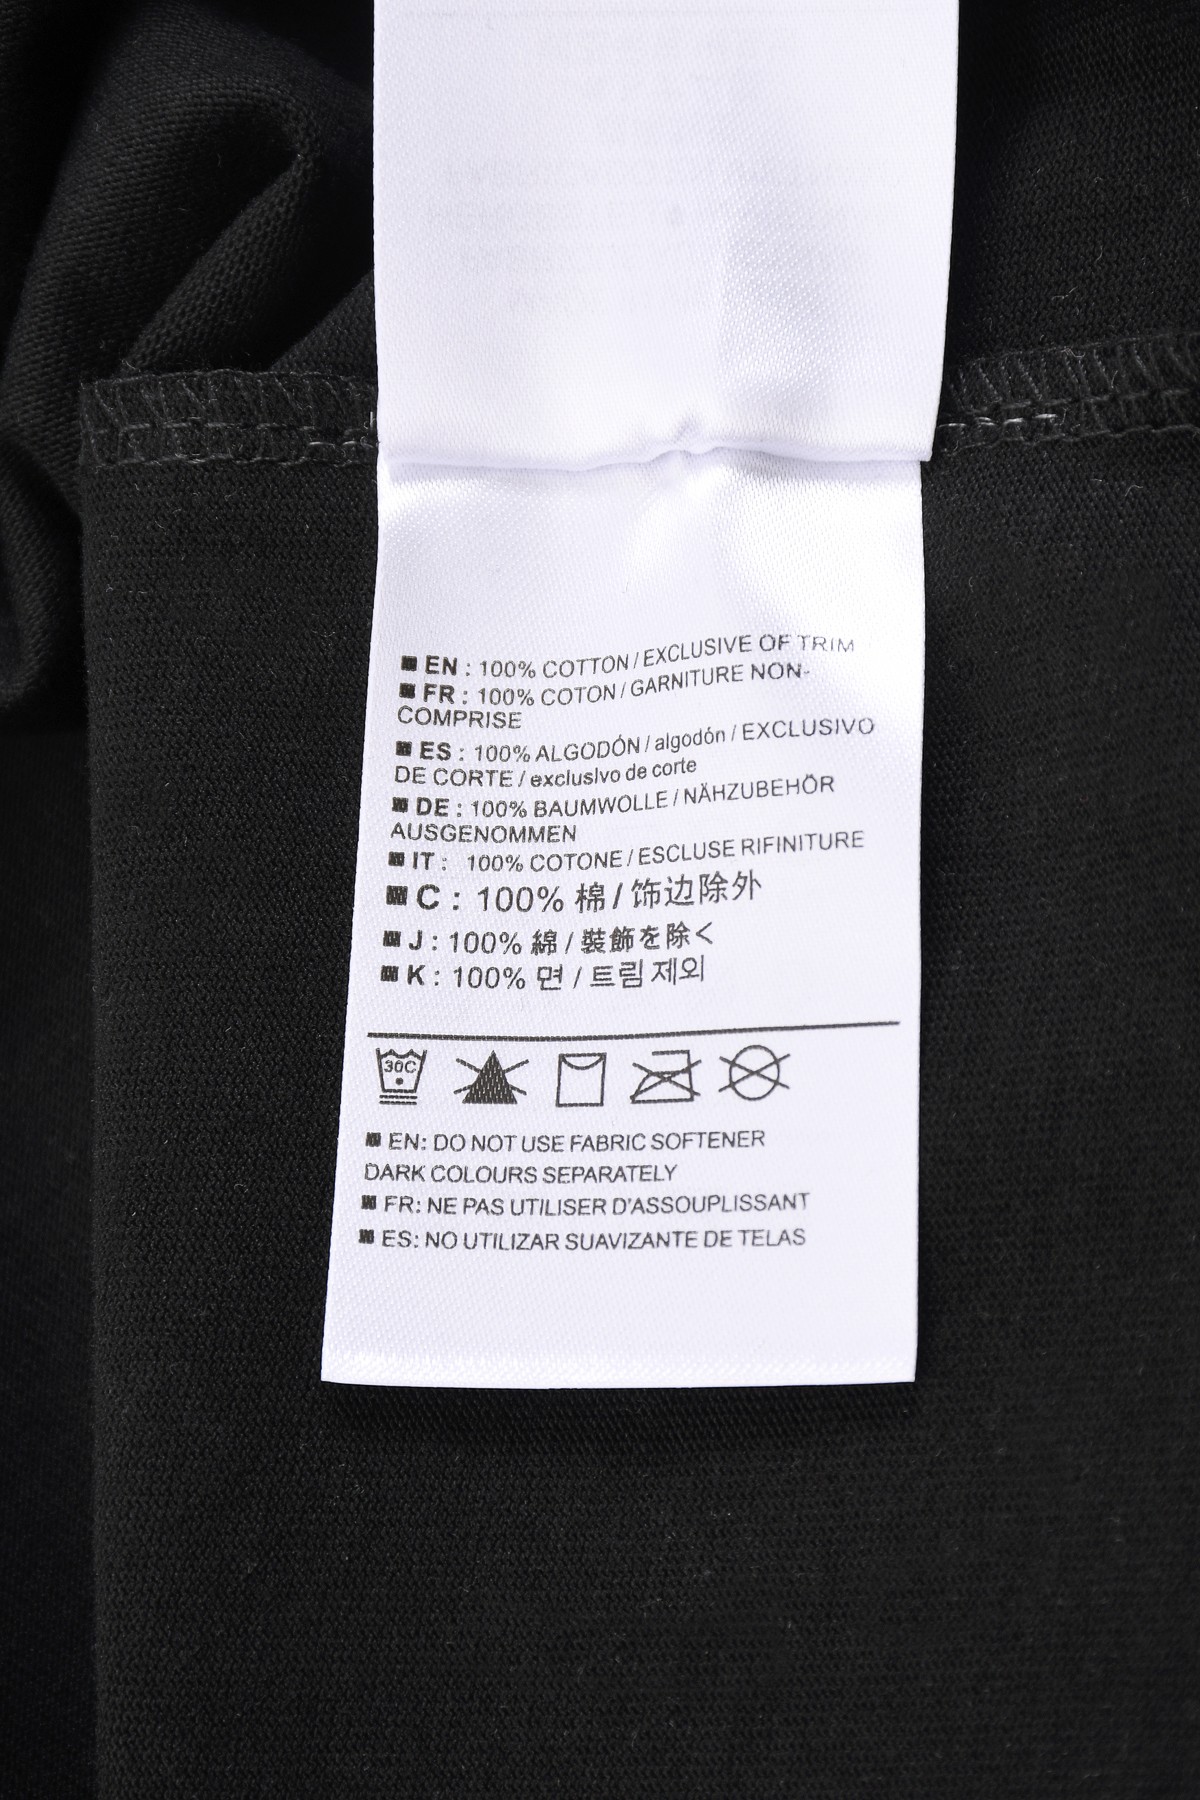 EN : 100% COTTON / EXCLUSIVE OF TRIM
FR : 100% COTON / GARNITURE NON-
COMPRISE
ES : 100% ALGODÓN / algodón / EXCLUSIVO
DE CORTE / exclusivo de corte
DE : 100% BAUMWOLLE / NÄHZUBEHÖR
AUSGENOMMEN
IT : 100% COTONE / ESCLUSE RIFINITURE
C : 100% 棉 / 饰边除外
J : 100% 綿 / 裝飾を除く
K : 100% 면 / 트림 제외
30C
EN: DO NOT USE FABRIC SOFTENER
DARK COLOURS SEPARATELY
FR: NE PAS UTILISER D'ASSOUPLISSANT
ES: NO UTILIZAR SUAVIZANTE DE TELAS